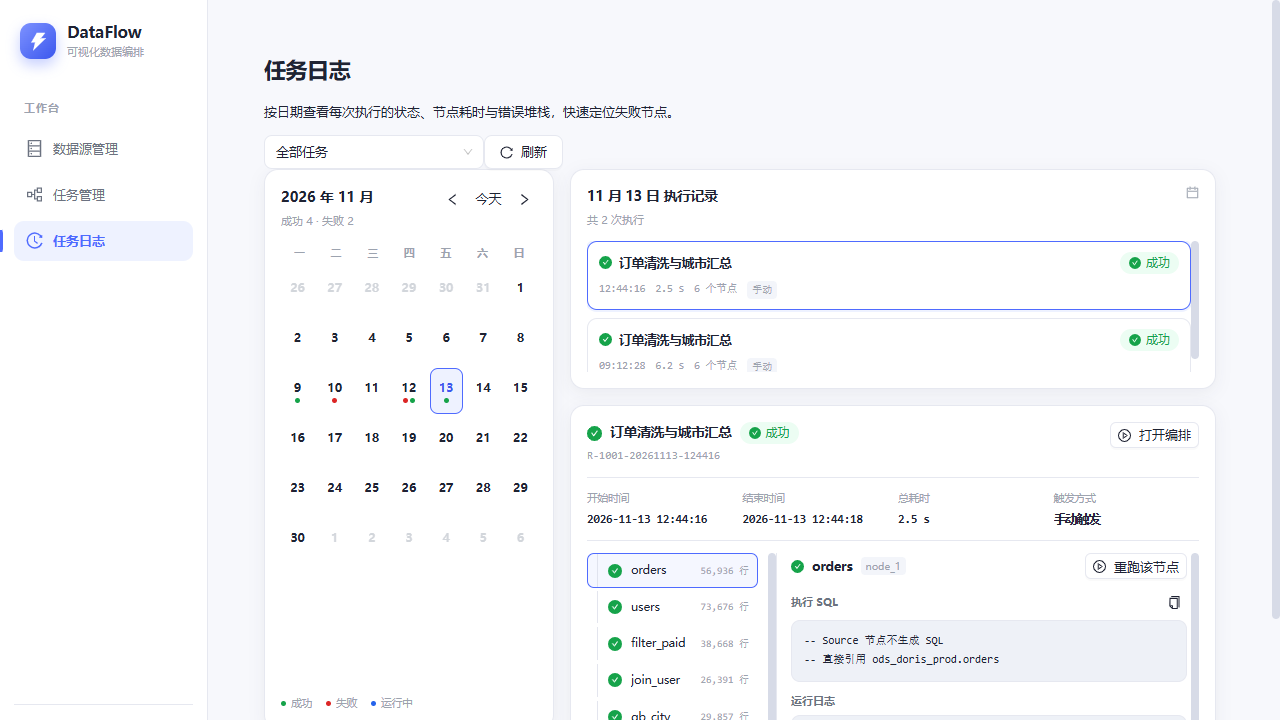 DataFlow
可视化数据编排
工作台
数据源管理
任务管理
任务日志
任务日志
按日期查看每次执行的状态、节点耗时与错误堆栈，快速定位失败节点。
全部任务
刷新
2026 年 11 月
今天
成功 4 · 失败 2
一 二 三 四 五 六 日
26 27 28 29 30 31 1
2 3 4 5 6 7 8
9 10 11 12 13 14 15
16 17 18 19 20 21 22
23 24 25 26 27 28 29
30 1 2 3 4 5 6
成功 失败 运行中
11 月 13 日 执行记录
共 2 次执行
订单清洗与城市汇总 成功
12:44:16 2.5 s 6 个节点 手动
订单清洗与城市汇总 成功
09:12:28 6.2 s 6 个节点 手动
订单清洗与城市汇总 成功
打开编排
R-1001-20261113-124416
开始时间 结束时间 总耗时 触发方式
2026-11-13 12:44:16 2026-11-13 12:44:18 2.5 s 手动触发
orders 56,936 行
users 73,676 行
filter_paid 38,668 行
join_user 26,391 行
gb_city 29,857 行
orders node_1
重跑该节点
执行 SQL
-- Source 节点不生成 SQL
-- 直接引用 ods_doris_prod.orders
运行日志